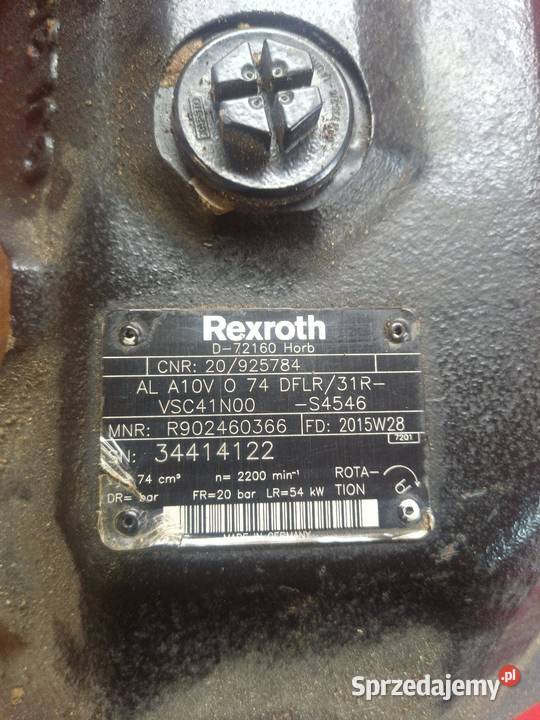 Rexroth
D-72160 Horb
CNR: 20/925784
AL A10V O 74 DFLR/31R-
VSC41N00 -S4546
MNR: R902460366 FD: 2015W28
7201
SN: 34414122
74 cm³ n= 2200 min⁻¹ ROTA-
DR= bar FR=20 bar LR=54 kW TION
MADE IN GERMANY
Sprzedajemy.pl